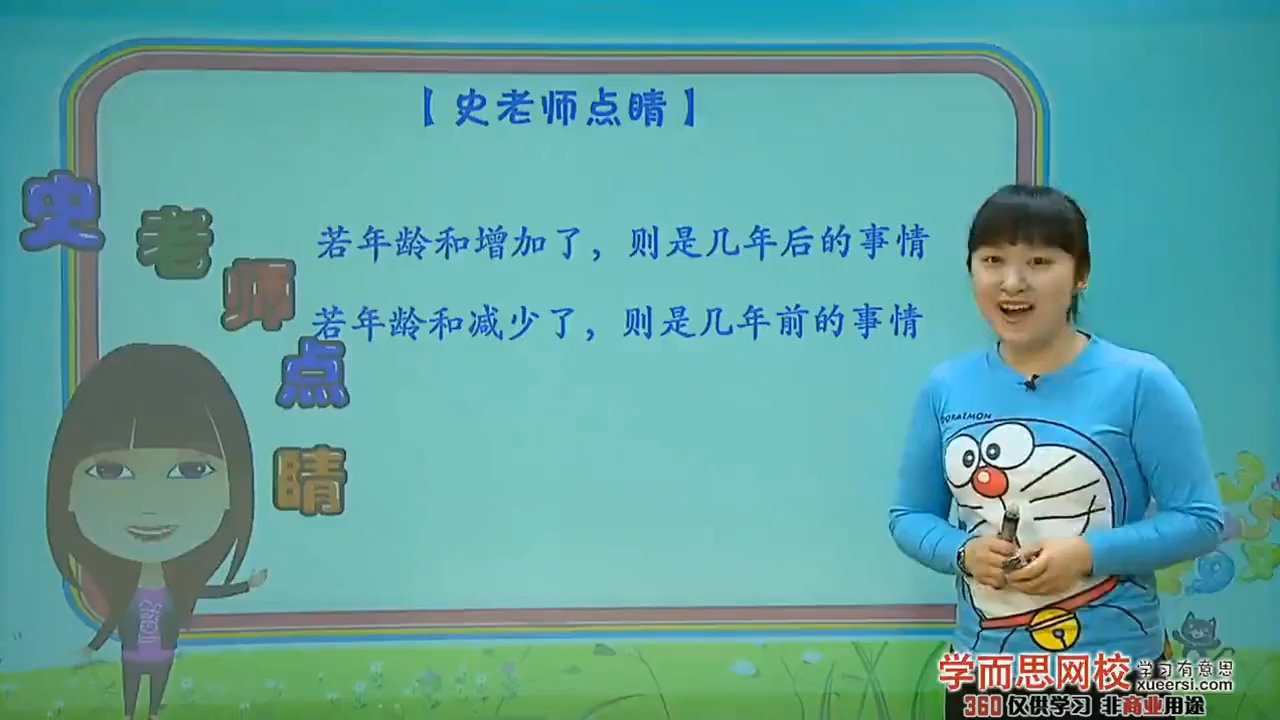 【史老师点睛】
史老师点睛
若年龄和增加了，则是几年后的事情
若年龄和减少了，则是几年前的事情
DORAEMON
学而思网校 学习有意思
xueersi.com
360 仅供学习 非商业用途